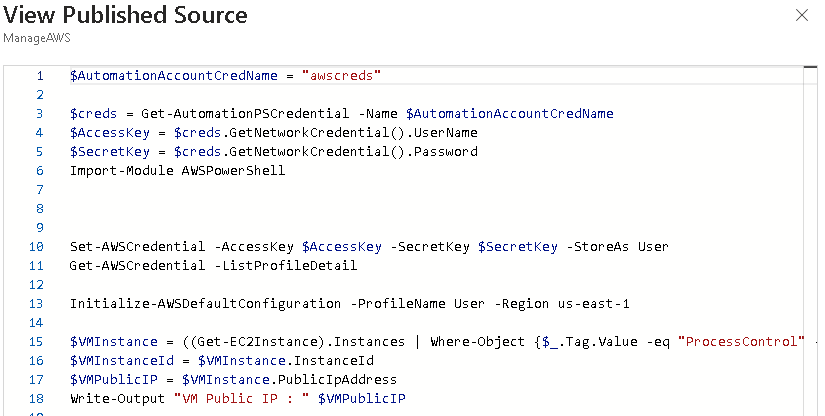 View Published Source
ManageAWS
1 $AutomationAccountCredName = "awscreds"
2
3 $creds = Get-AutomationPSCredential -Name $AutomationAccountCredName
4 $AccessKey = $creds.GetNetworkCredential().UserName
5 $SecretKey = $creds.GetNetworkCredential().Password
6 Import-Module AWSPowerShell
7
8
9
10 Set-AWSCredential -AccessKey $AccessKey -SecretKey $SecretKey -StoreAs User
11 Get-AWSCredential -ListProfileDetail
12
13 Initialize-AWSDefaultConfiguration -ProfileName User -Region us-east-1
14
15 $VMInstance = ((Get-EC2Instance).Instances | Where-Object {$_.Tag.Value -eq "ProcessControl" -
16 $VMInstanceId = $VMInstance.InstanceId
17 $VMPublicIP = $VMInstance.PublicIpAddress
18 Write-Output "VM Public IP : " $VMPublicIP